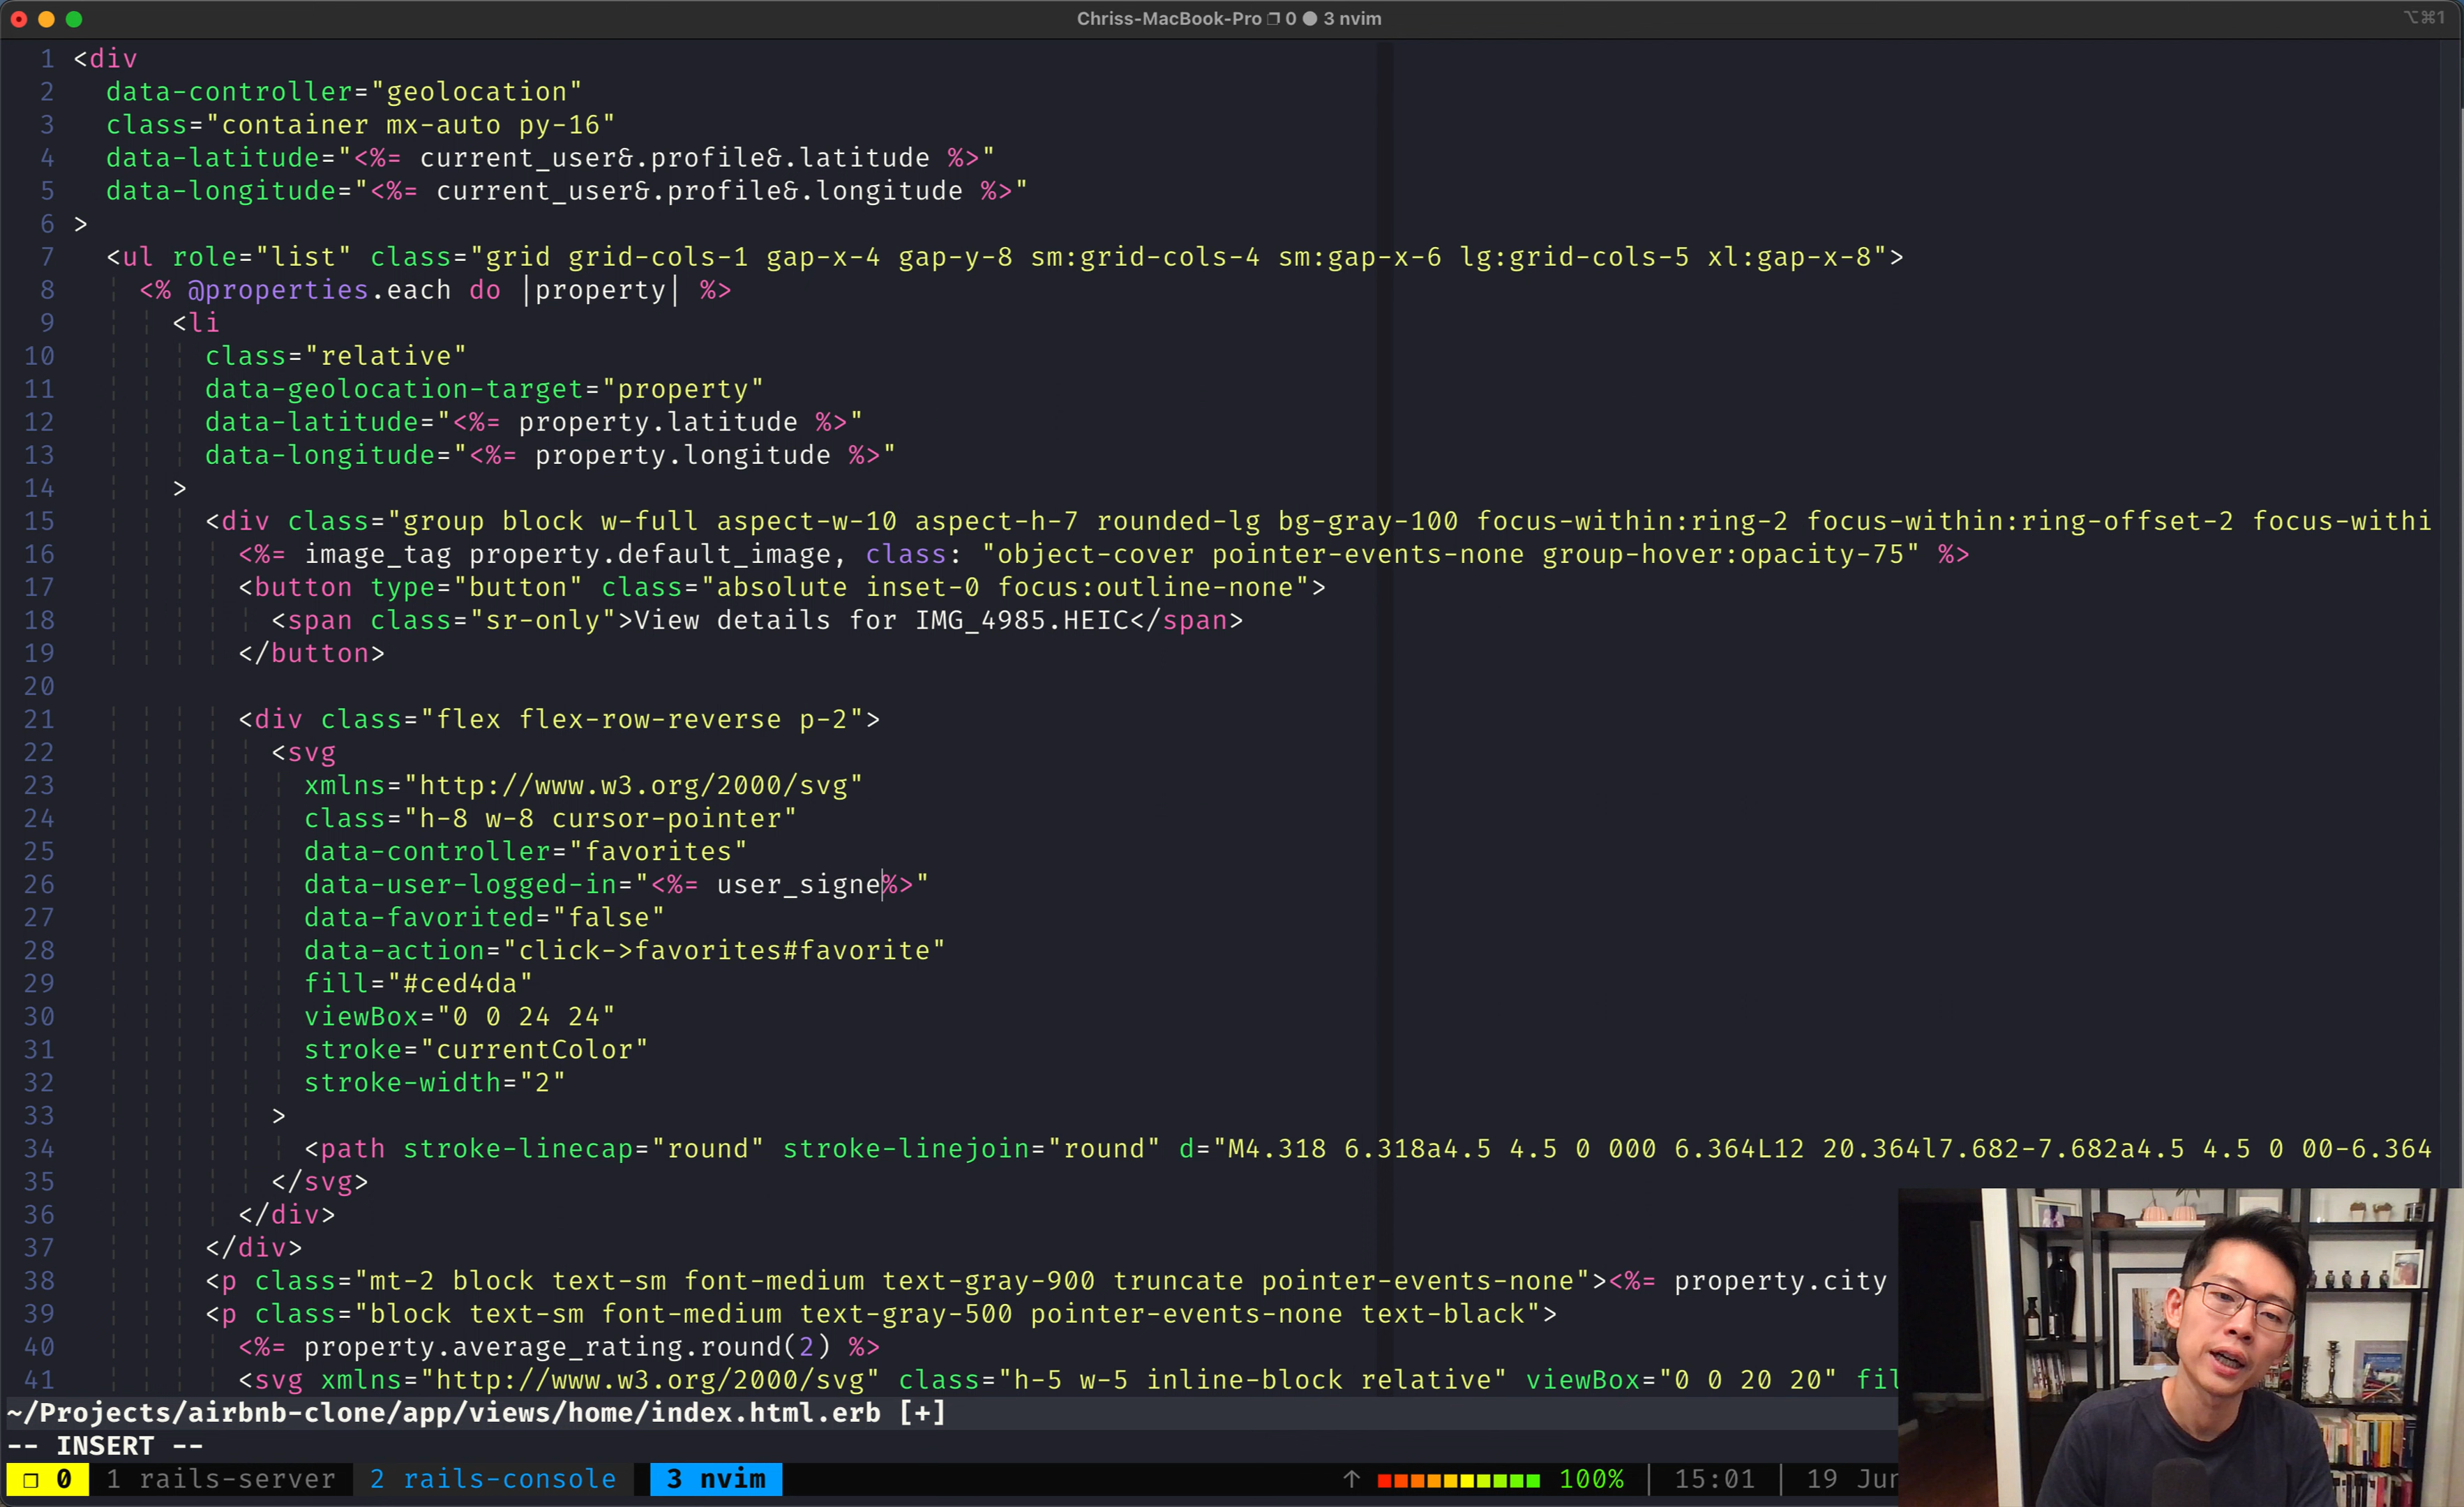 Chriss-MacBook-Pro ❐ 0 ● 3 nvim
⌥⌘1
1 <div
2   data-controller="geolocation"
3   class="container mx-auto py-16"
4   data-latitude="<%= current_user&.profile&.latitude %>"
5   data-longitude="<%= current_user&.profile&.longitude %>"
6 >
7   <ul role="list" class="grid grid-cols-1 gap-x-4 gap-y-8 sm:grid-cols-4 sm:gap-x-6 lg:grid-cols-5 xl:gap-x-8">
8     <% @properties.each do |property| %>
9       <li
10         class="relative"
11         data-geolocation-target="property"
12         data-latitude="<%= property.latitude %>"
13         data-longitude="<%= property.longitude %>"
14       >
15         <div class="group block w-full aspect-w-10 aspect-h-7 rounded-lg bg-gray-100 focus-within:ring-2 focus-within:ring-offset-2 focus-withi
16           <%= image_tag property.default_image, class: "object-cover pointer-events-none group-hover:opacity-75" %>
17           <button type="button" class="absolute inset-0 focus:outline-none">
18             <span class="sr-only">View details for IMG_4985.HEIC</span>
19           </button>
20
21           <div class="flex flex-row-reverse p-2">
22             <svg
23               xmlns="http://www.w3.org/2000/svg"
24               class="h-8 w-8 cursor-pointer"
25               data-controller="favorites"
26               data-user-logged-in="<%= user_signe%>"
27               data-favorited="false"
28               data-action="click->favorites#favorite"
29               fill="#ced4da"
30               viewBox="0 0 24 24"
31               stroke="currentColor"
32               stroke-width="2"
33             >
34               <path stroke-linecap="round" stroke-linejoin="round" d="M4.318 6.318a4.5 4.5 0 000 6.364L12 20.364l7.682-7.682a4.5 4.5 0 00-6.364
35             </svg>
36           </div>
37         </div>
38         <p class="mt-2 block text-sm font-medium text-gray-900 truncate pointer-events-none"><%= property.city
39         <p class="block text-sm font-medium text-gray-500 pointer-events-none text-black">
40           <%= property.average_rating.round(2) %>
41           <svg xmlns="http://www.w3.org/2000/svg" class="h-5 w-5 inline-block relative" viewBox="0 0 20 20" fil
~/Projects/airbnb-clone/app/views/home/index.html.erb [+]
-- INSERT --
❐ 0 1 rails-server 2 rails-console 3 nvim ↑ 100% | 15:01 | 19 Jun